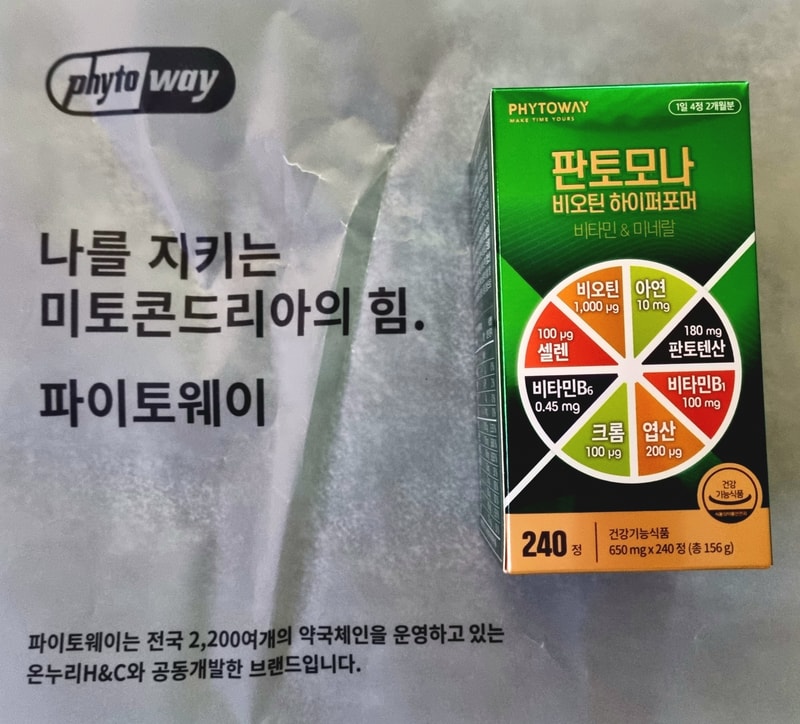 phyto way
나를 지키는
미토콘드리아의 힘.
파이토웨이
파이토웨이는 전국 2,200여개의 약국체인을 운영하고 있는
온누리H&C와 공동개발한 브랜드입니다.
PHYTOWAY
MAKE TIME YOURS
1일 4정 2개월분
판토모나
비오틴 하이퍼포머
비타민 & 미네랄
비오틴
1,000 μg
아연
10 mg
100 μg
셀렌
180 mg
판토텐산
비타민B6
0.45 mg
비타민B1
100 mg
크롬
100 μg
엽산
200 μg
건강
기능식품
240 정
건강기능식품
650 mg x 240 정 (총 156 g)